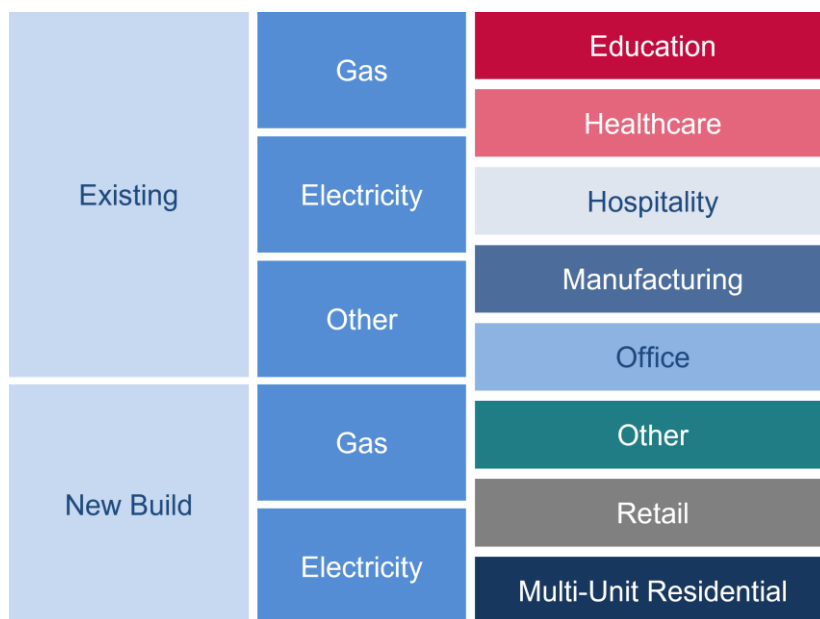 Existing
New Build
Gas
Electricity
Other
Gas
Electricity
Education
Healthcare
Hospitality
Manufacturing
Office
Other
Retail
Multi-Unit Residential